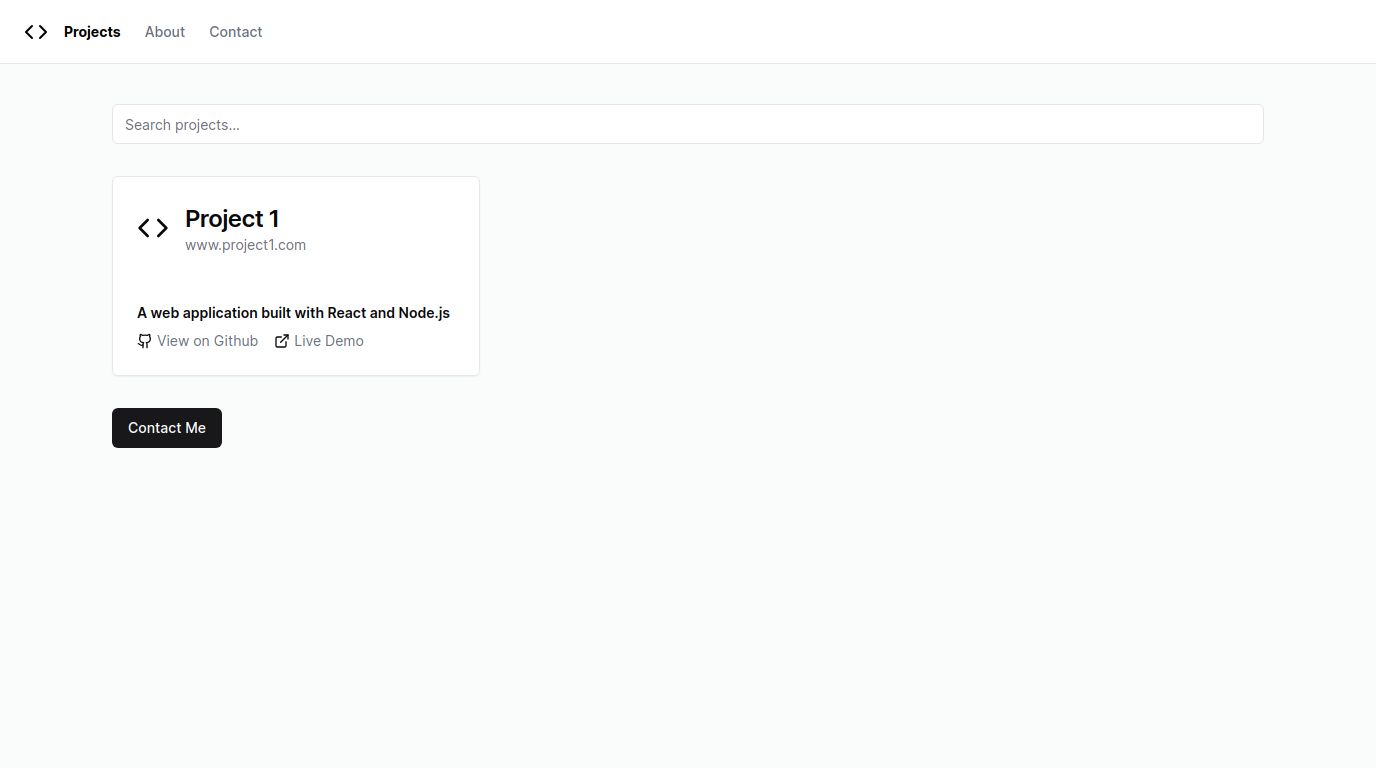 Projects About Contact
Search projects...
Project 1
www.project1.com
A web application built with React and Node.js
View on Github Live Demo
Contact Me